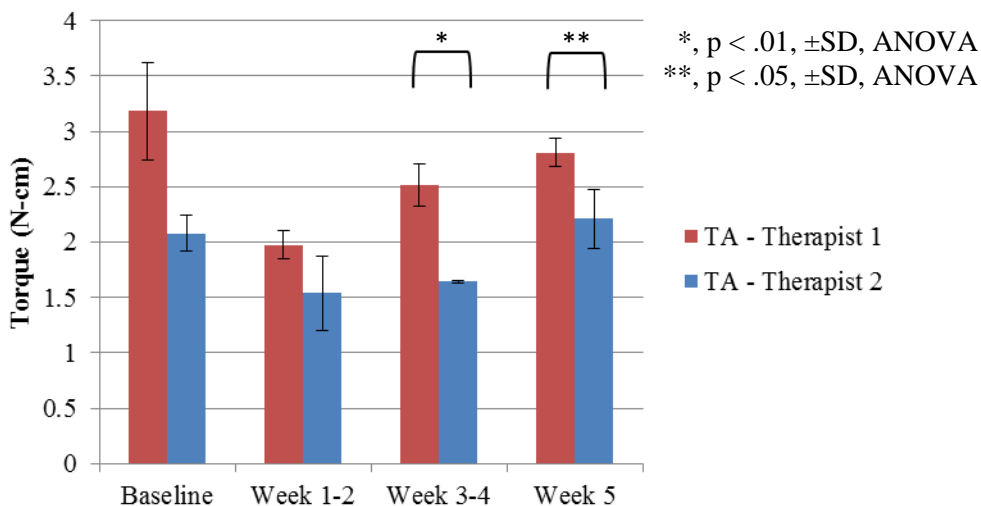 4
3.5
3
2.5
2
1.5
1
0.5
0
Torque (N-cm)
*
**
*, p < .01, ±SD, ANOVA
**, p < .05, ±SD, ANOVA
TA - Therapist 1
TA - Therapist 2
Baseline Week 1-2 Week 3-4 Week 5